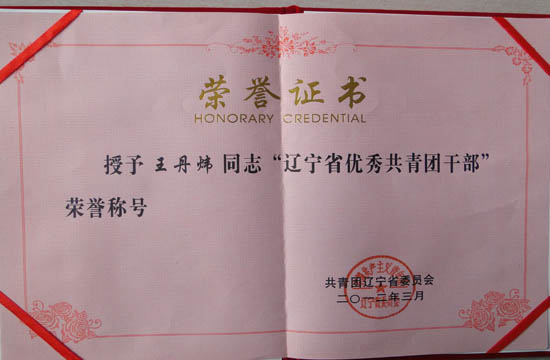 荣誉证书
HONORARY CREDENTIAL
授予 王丹炜 同志“辽宁省优秀共青团干部”
荣誉称号
共青团辽宁省委员会
二〇一二年三月